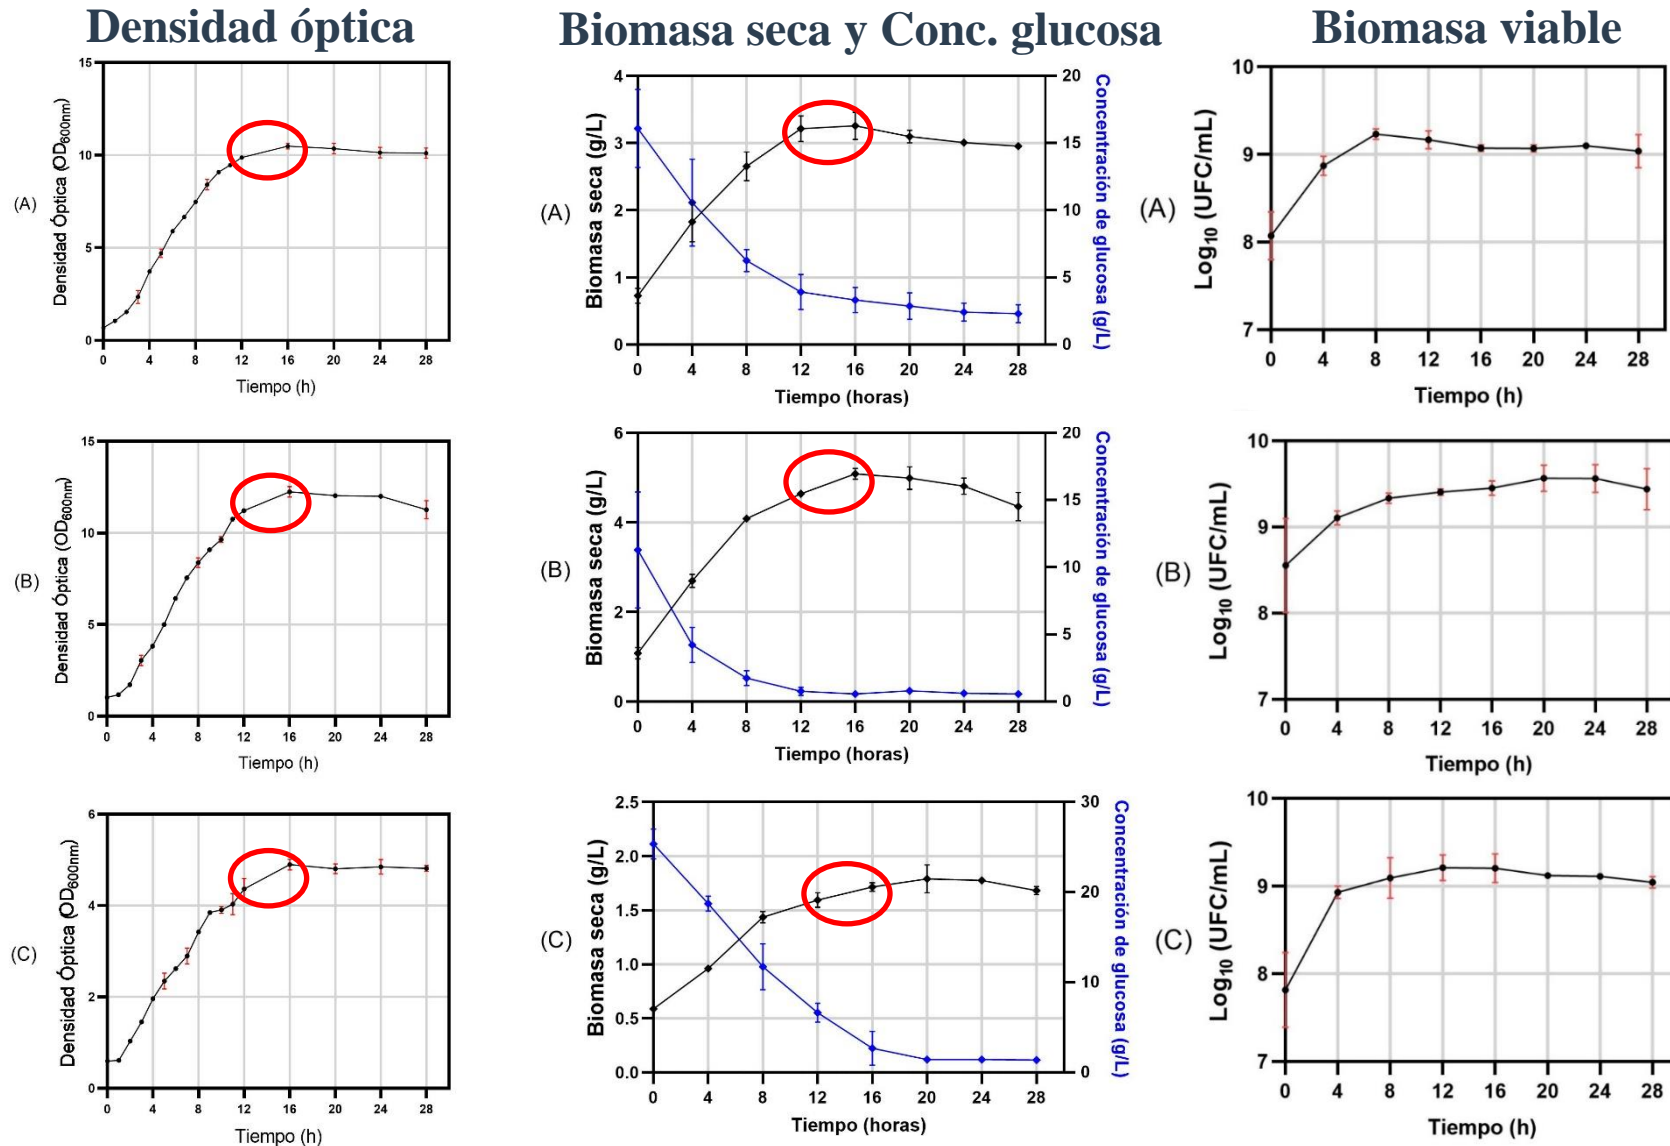 Densidad óptica
Biomasa seca y Conc. glucosa
Biomasa viable
(A)
Densidad Óptica (OD600nm)
15
10
5
0
0 4 8 12 16 20 24 28
Tiempo (h)
(A)
Biomasa seca (g/L)
4
3
2
1
0
0 4 8 12 16 20 24 28
Tiempo (horas)
20
15
10
5
0
Concentración de glucosa (g/L)
(A)
Log10 (UFC/mL)
10
9
8
7
0 4 8 12 16 20 24 28
Tiempo (h)
(B)
Densidad Óptica (OD600nm)
15
10
5
0
0 4 8 12 16 20 24 28
Tiempo (h)
(B)
Biomasa seca (g/L)
6
4
2
0
0 4 8 12 16 20 24 28
Tiempo (horas)
20
15
10
5
0
Concentración de glucosa (g/L)
(B)
Log10 (UFC/mL)
10
9
8
7
0 4 8 12 16 20 24 28
Tiempo (h)
(C)
Densidad Óptica (OD600nm)
6
4
2
0
0 4 8 12 16 20 24 28
Tiempo (h)
(C)
Biomasa seca (g/L)
2.5
2.0
1.5
1.0
0.5
0.0
0 4 8 12 16 20 24 28
Tiempo (horas)
30
20
10
0
Concentración de glucosa (g/L)
(C)
Log10 (UFC/mL)
10
9
8
7
0 4 8 12 16 20 24 28
Tiempo (h)